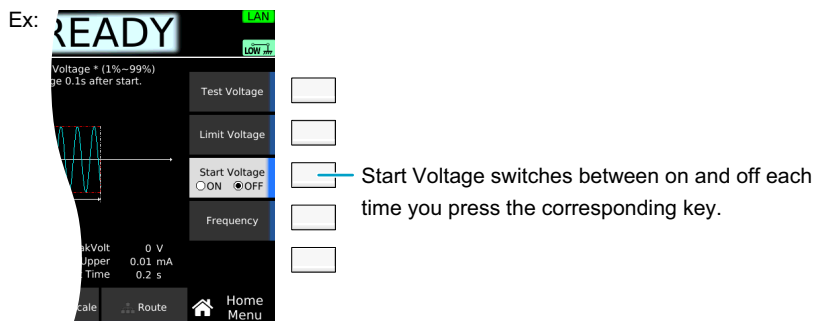 Ex:
READY
LAN
LOW
Voltage * (1%~99%)
ge 0.1s after start.
Test Voltage
Limit Voltage
Start Voltage
ON OFF
Start Voltage switches between on and off each
time you press the corresponding key.
Frequency
akVolt 0 V
Upper 0.01 mA
Time 0.2 s
cale
Route
Home
Menu